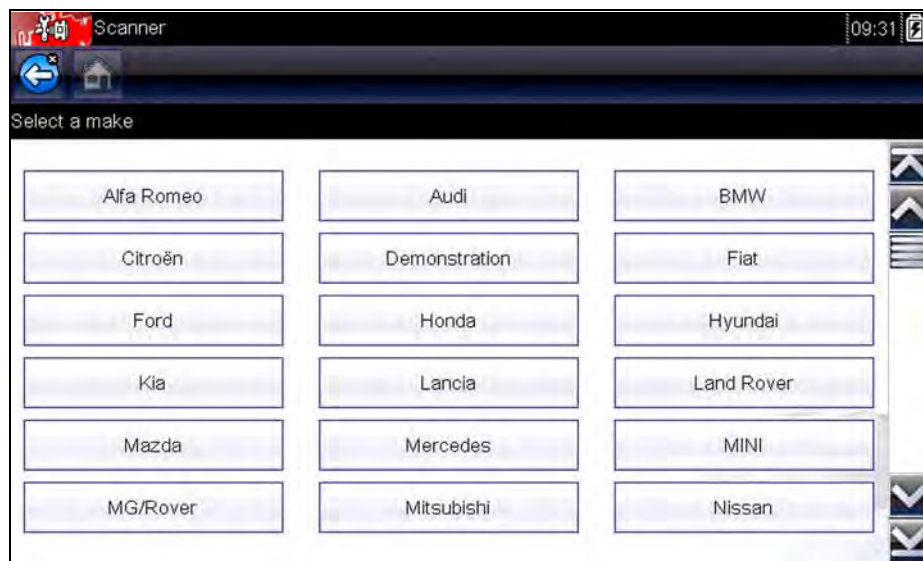 Scanner 09:31
Select a make
Alfa Romeo Audi BMW
Citroën Demonstration Fiat
Ford Honda Hyundai
Kia Lancia Land Rover
Mazda Mercedes MINI
MG/Rover Mitsubishi Nissan